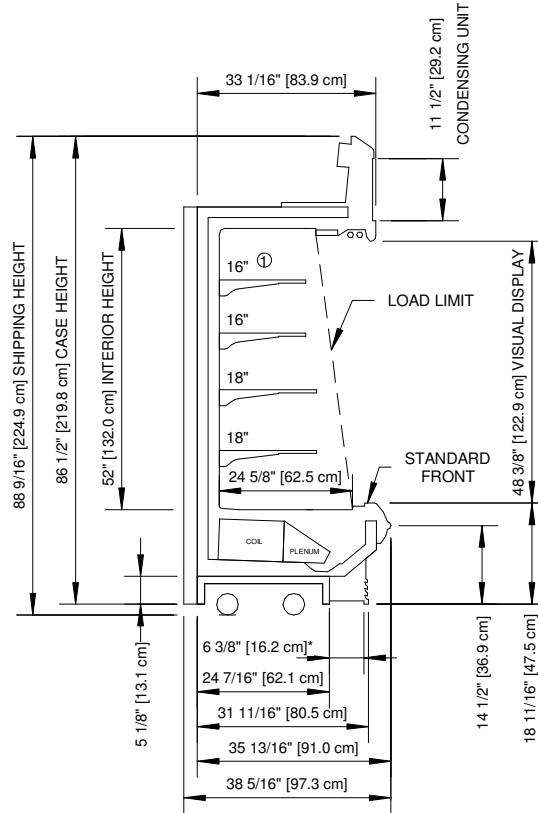 33 1/16" [83.9 cm]
11 1/2" [29.2 cm]
CONDENSING UNIT
88 9/16" [224.9 cm] SHIPPING HEIGHT
86 1/2" [219.8 cm] CASE HEIGHT
52" [132.0 cm] INTERIOR HEIGHT
16"
1
16"
18"
18"
LOAD LIMIT
48 3/8" [122.9 cm] VISUAL DISPLAY
24 5/8" [62.5 cm]
STANDARD
FRONT
COIL
PLENUM
5 1/8" [13.1 cm]
6 3/8" [16.2 cm]*
24 7/16" [62.1 cm]
31 11/16" [80.5 cm]
35 13/16" [91.0 cm]
38 5/16" [97.3 cm]
14 1/2" [36.9 cm]
18 11/16" [47.5 cm]